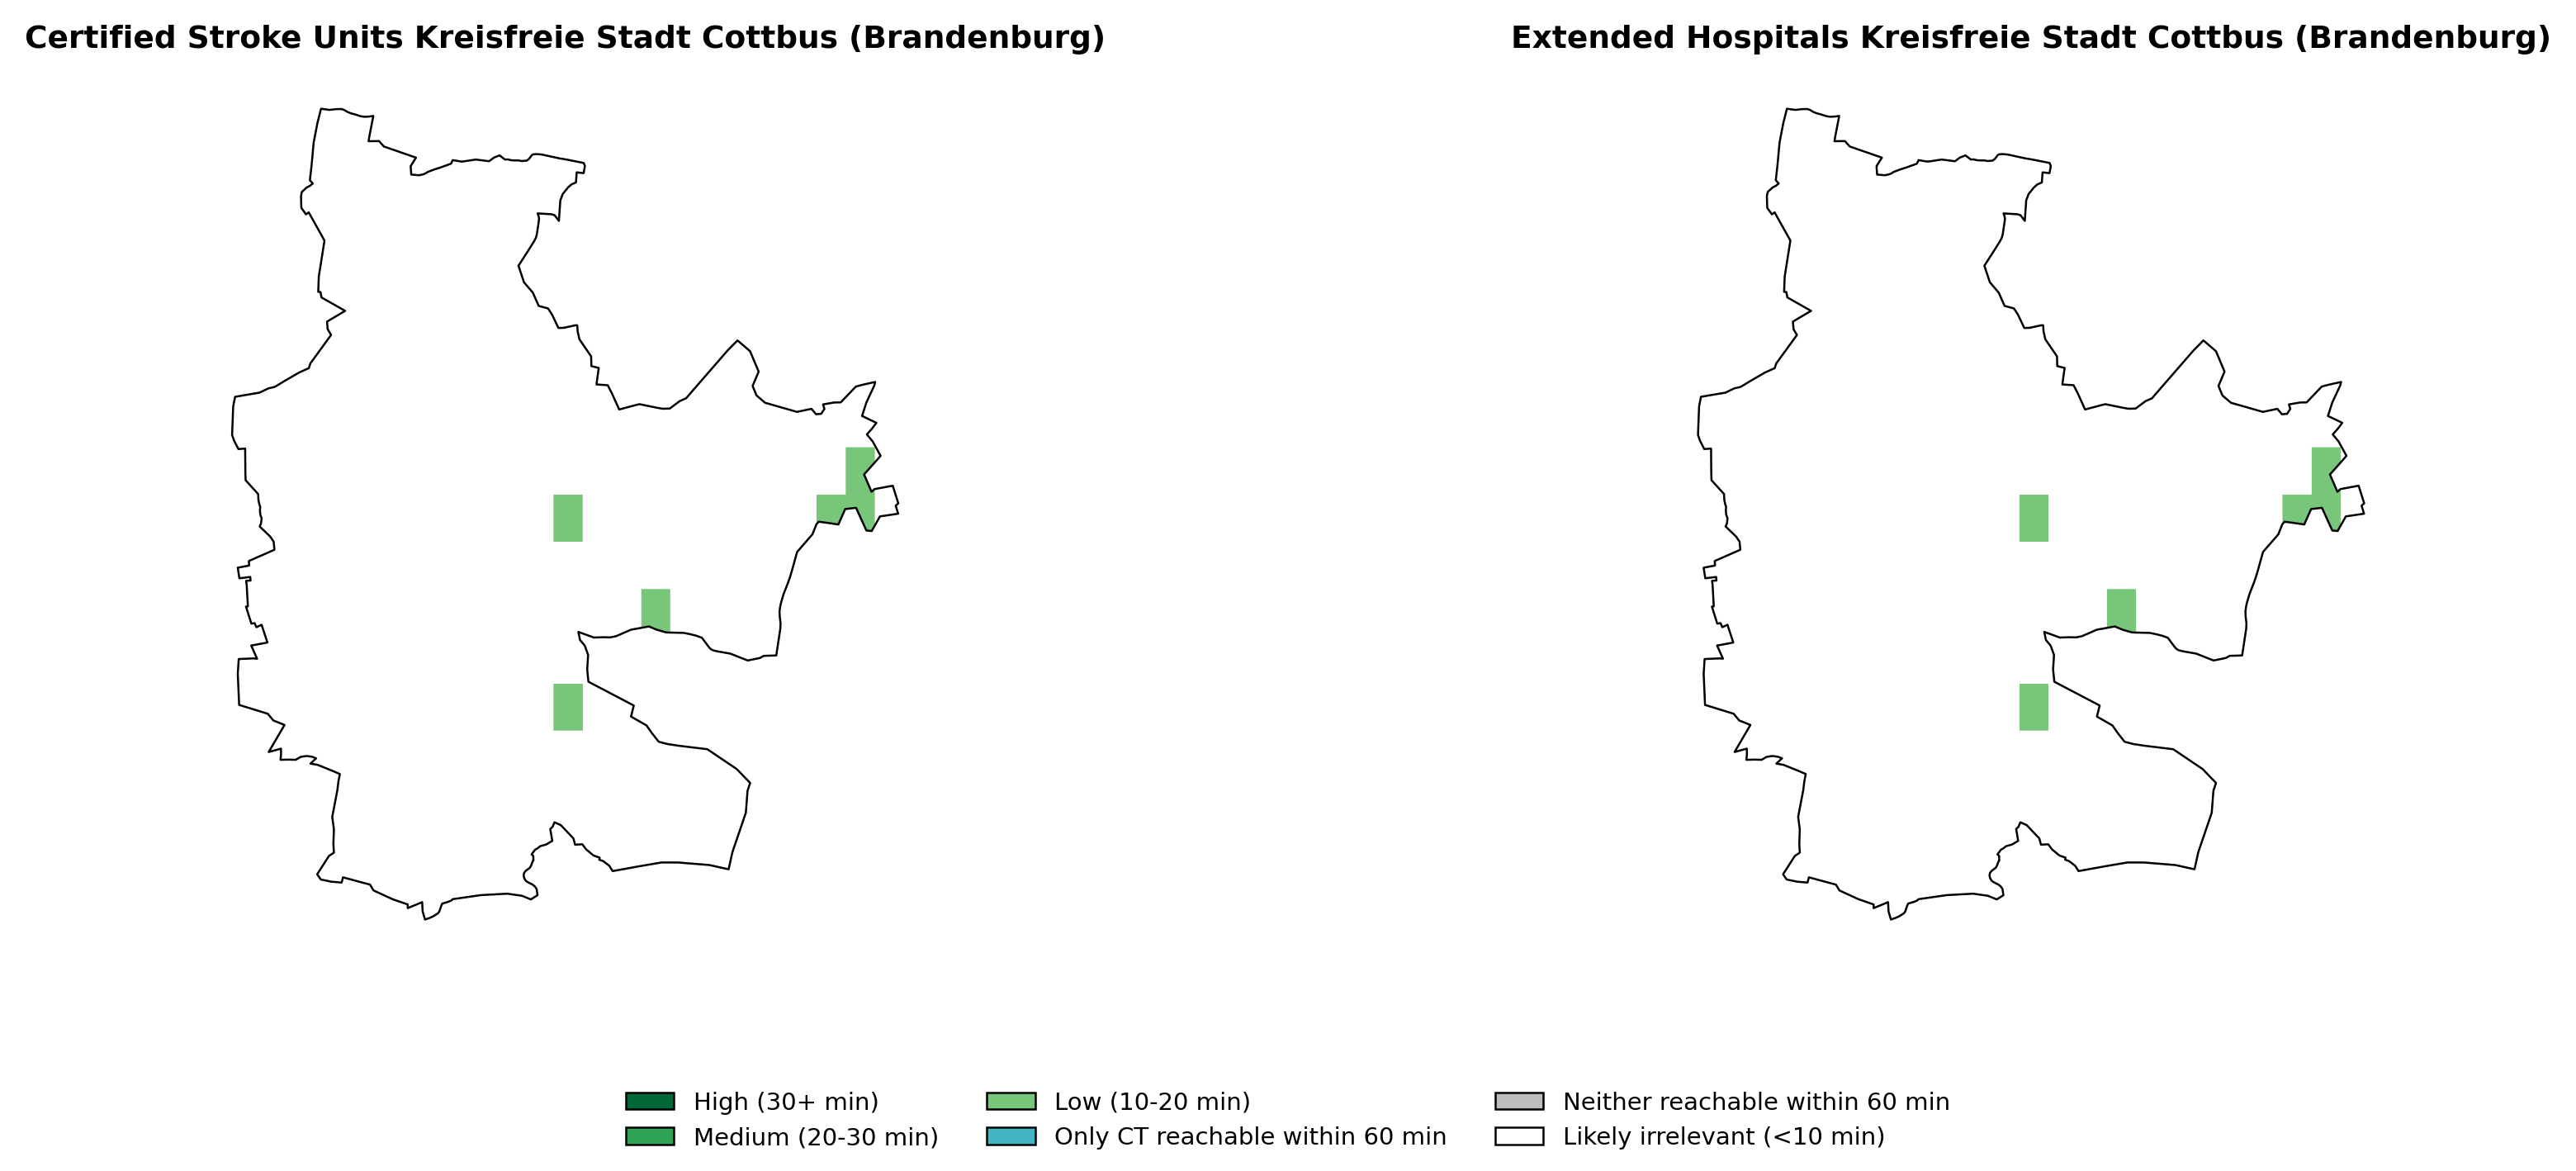 Certified Stroke Units Kreisfreie Stadt Cottbus (Brandenburg)
Extended Hospitals Kreisfreie Stadt Cottbus (Brandenburg)
High (30+ min)
Medium (20-30 min)
Low (10-20 min)
Only CT reachable within 60 min
Neither reachable within 60 min
Likely irrelevant (<10 min)